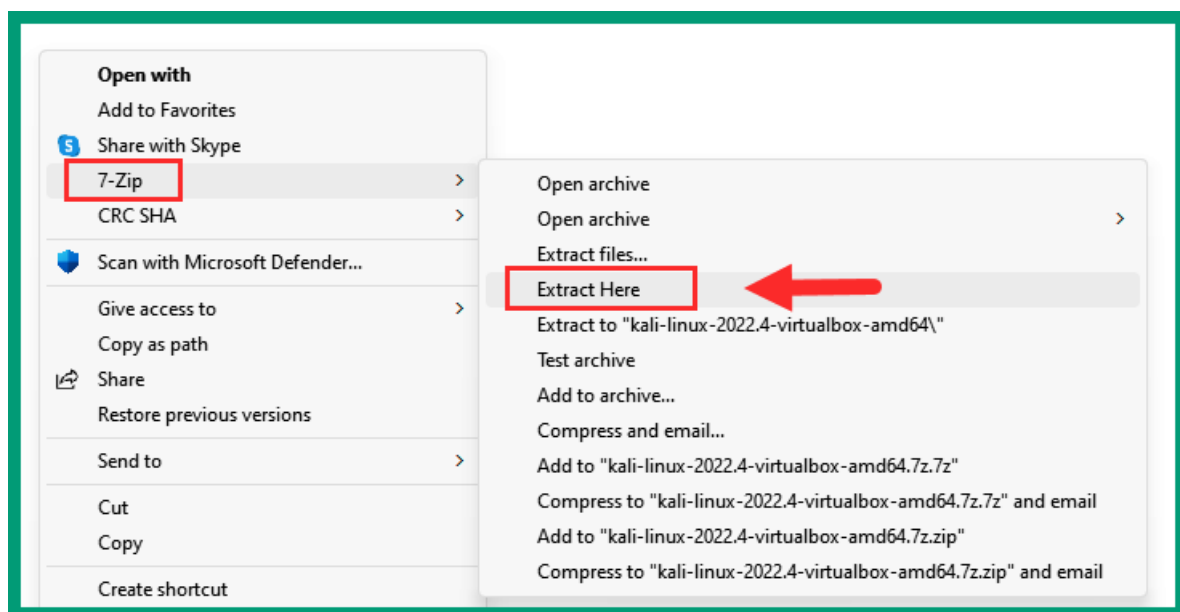 Open with
Add to Favorites
S
Share with Skype
7-Zip
CRC SHA
Scan with Microsoft Defender...
Give access to
Copy as path
Share
Restore previous versions
Send to
Cut
Copy
Create shortcut
Open archive
Open archive
Extract files...
Extract Here
Extract to "kali-linux-2022.4-virtualbox-amd64\"
Test archive
Add to archive...
Compress and email...
Add to "kali-linux-2022.4-virtualbox-amd64.7z.7z"
Compress to "kali-linux-2022.4-virtualbox-amd64.7z.7z" and email
Add to "kali-linux-2022.4-virtualbox-amd64.7z.zip"
Compress to "kali-linux-2022.4-virtualbox-amd64.7z.zip" and email